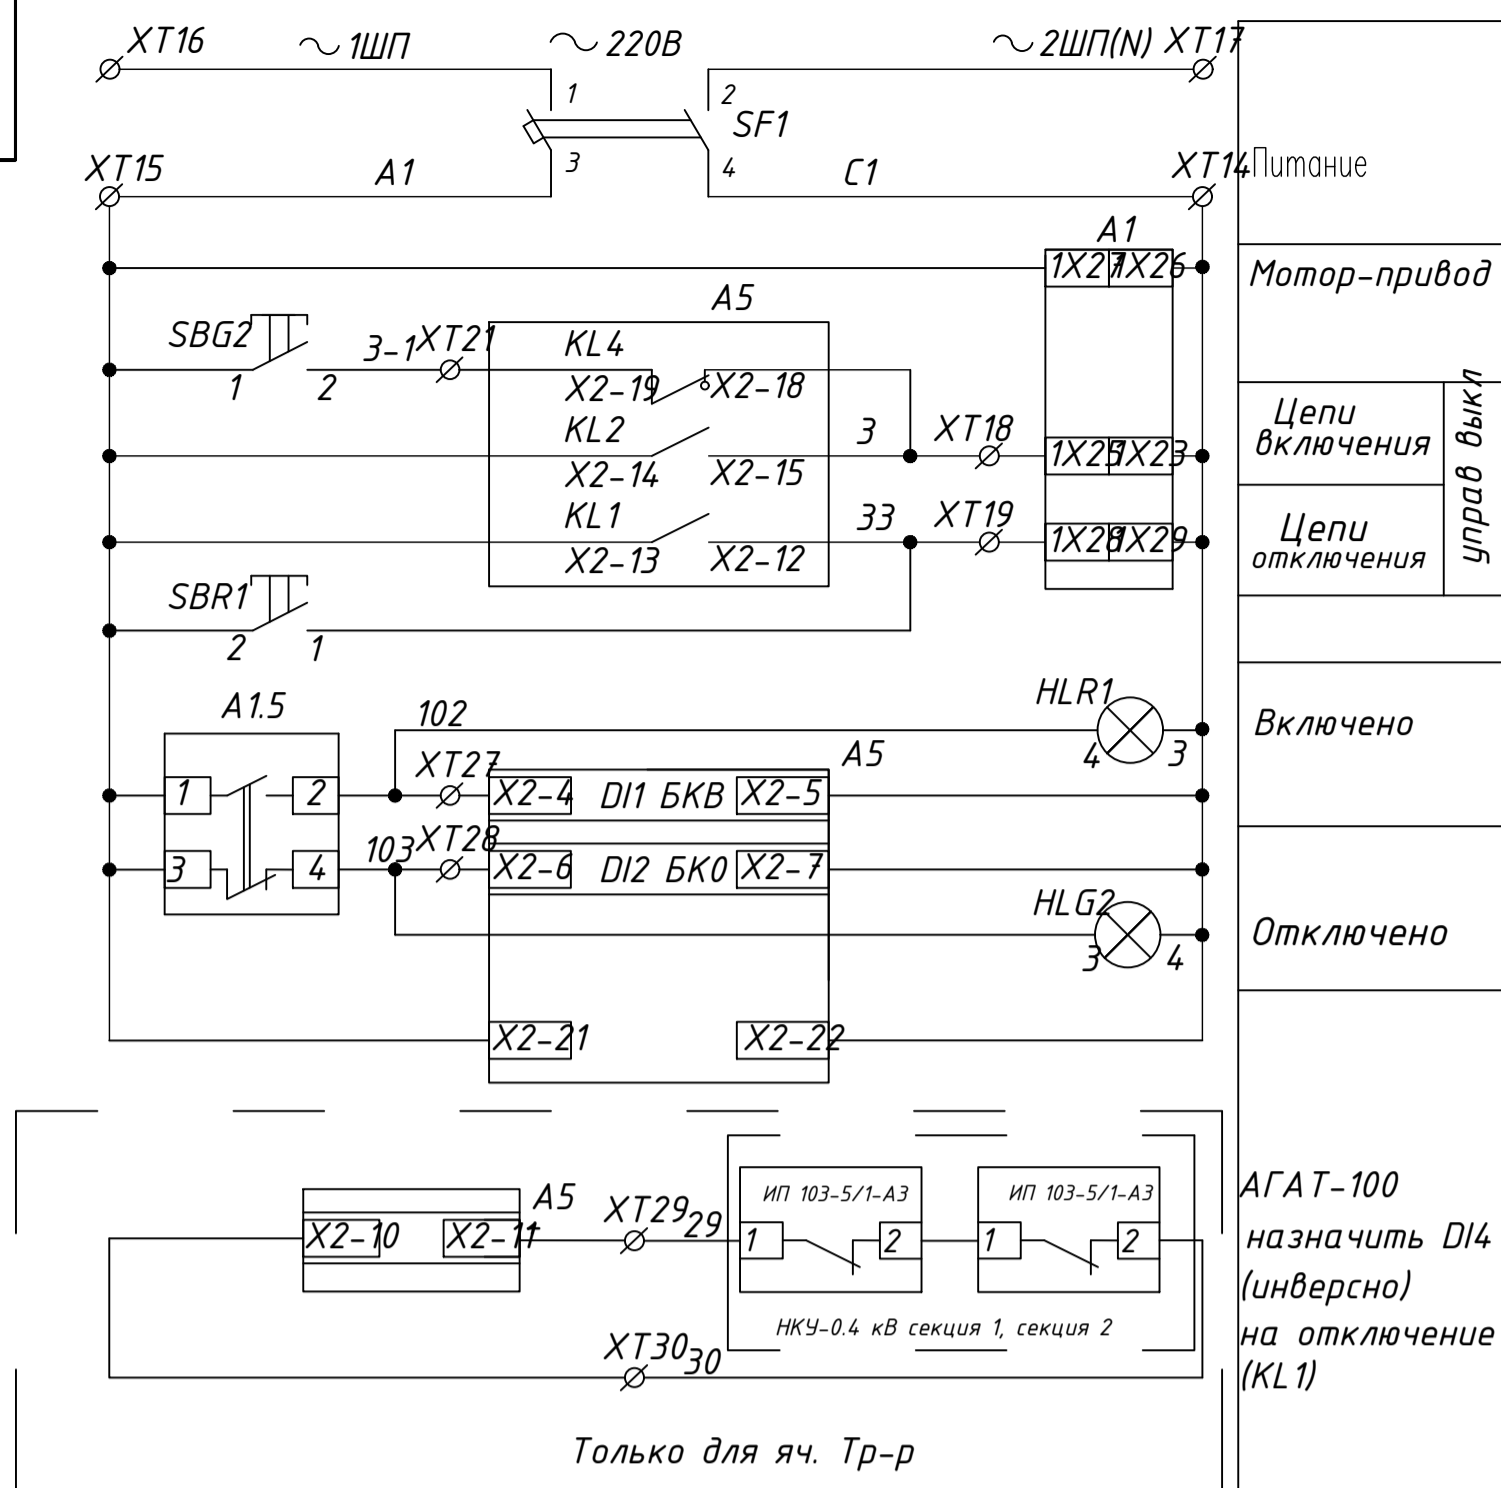 XT16 ~ 1ШП ~ 220В ~ 2ШП(N) XT17
1 2
SF1
3 4
XT15 A1 C1 XT14 Питание
A1
1X27 1X26 Мотор-привод
A5
SBG2 3-1 XT21 KL4
1 2 X2-19 X2-18
Цепи
включения
управ выкл
KL2 3 XT18
1X25 1X23
X2-14 X2-15
KL1 33 XT19
1X28 1X29
X2-13 X2-12
Цепи
отключения
SBR1
2 1
A1.5 102 HLR1
4 3
Включено
XT27 A5
1 2 X2-4 DI1 БКВ X2-5
103 XT28
3 4 X2-6 DI2 БКО X2-7
HLG2
3 4
Отключено
X2-21 X2-22
A5
X2-10 X2-11
XT29 29
ИП 103-5/1-А3 ИП 103-5/1-А3
1 2 1 2
НКУ-0.4 кВ секция 1, секция 2
XT30 30
АГАТ-100
назначить DI4
(инверсно)
на отключение
(KL1)
Только для яч. Тр-р